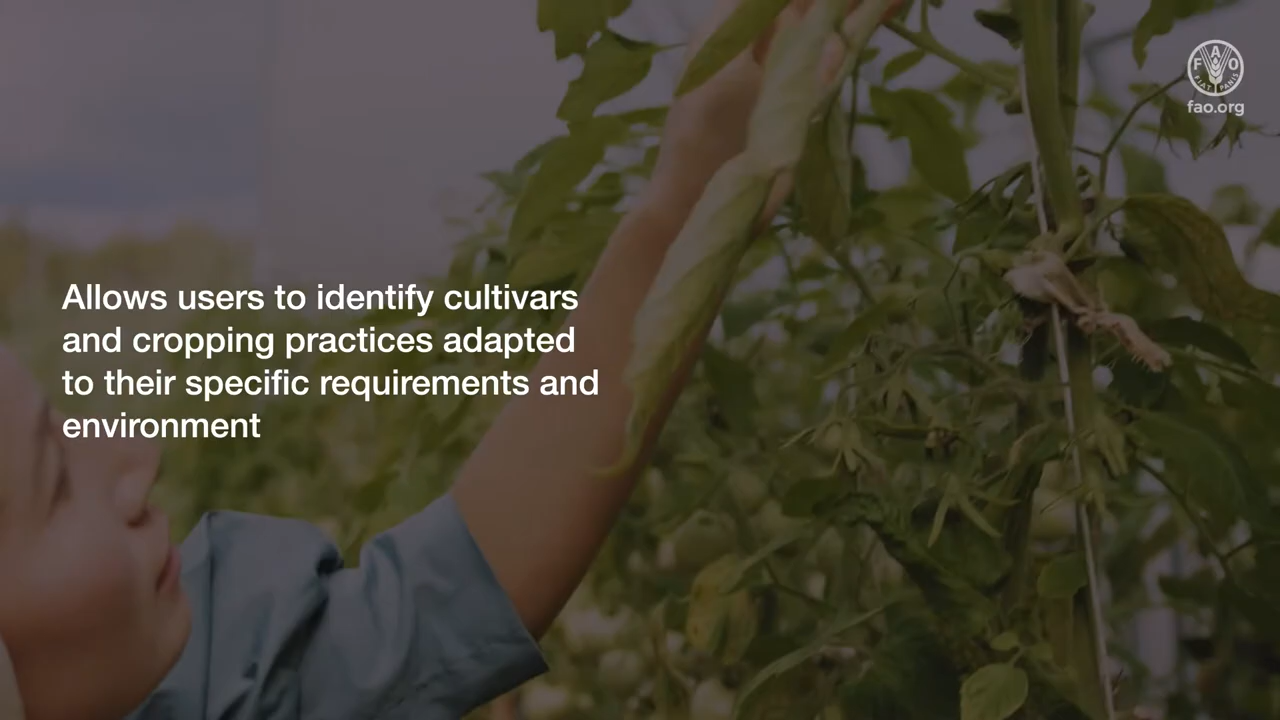 FAO
FIAT PANIS
fao.org
Allows users to identify cultivars
and cropping practices adapted
to their specific requirements and
environment